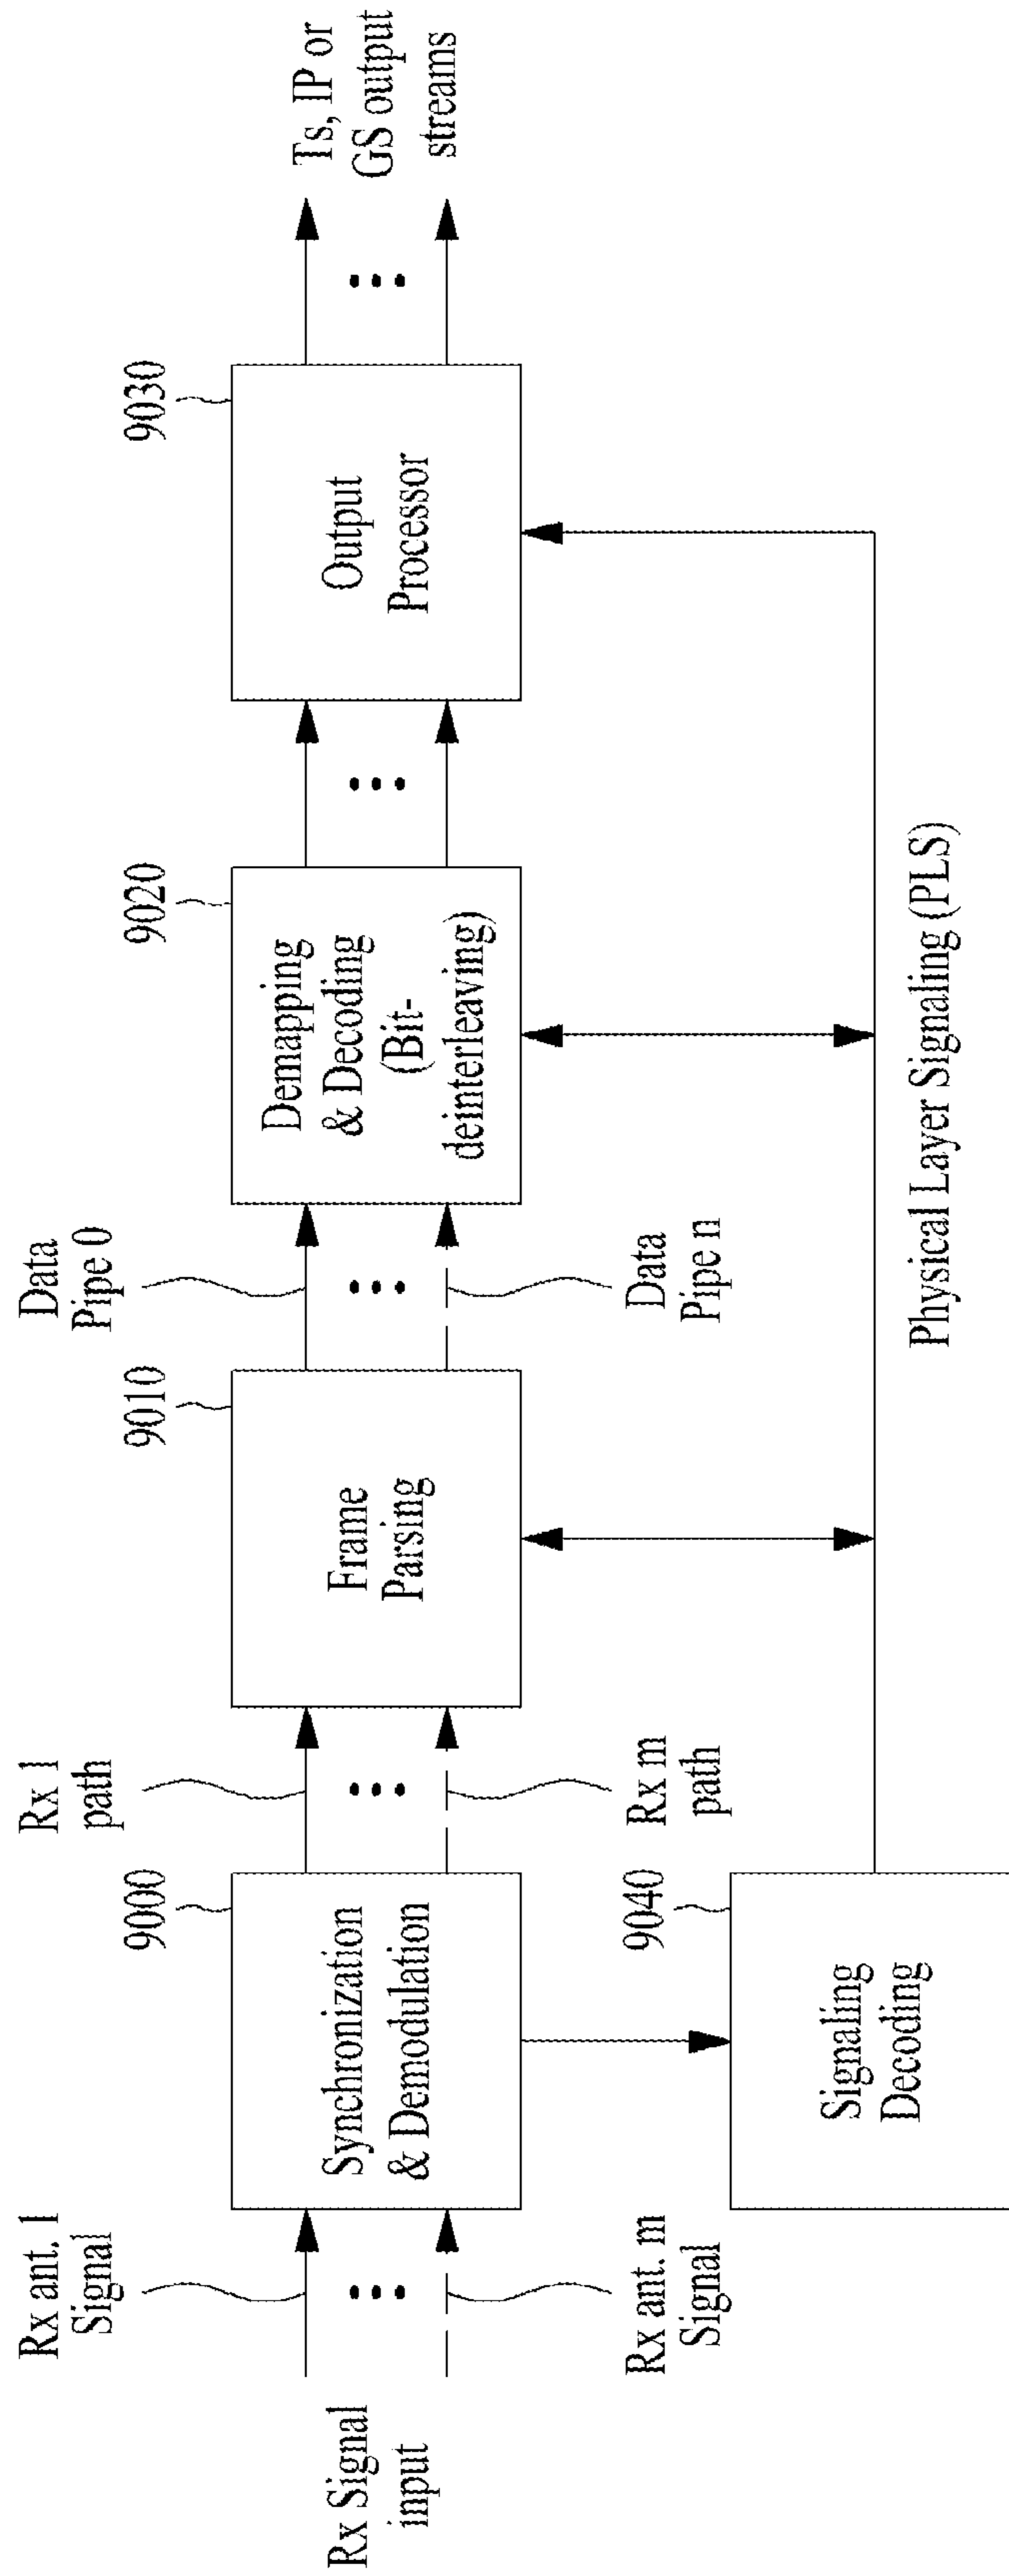 Rx Signal
input
Rx ant. 1
Signal
Rx ant. m
Signal
9000
Synchronization
& Demodulation
Rx 1
path
Rx m
path
9010
Frame
Parsing
Data
Pipe 0
Data
Pipe n
9020
Demapping
& Decoding
(Bit-
deinterleaving)
9030
Output
Processor
Ts, IP or
GS output
streams
9040
Signaling
Decoding
Physical Layer Signaling (PLS)